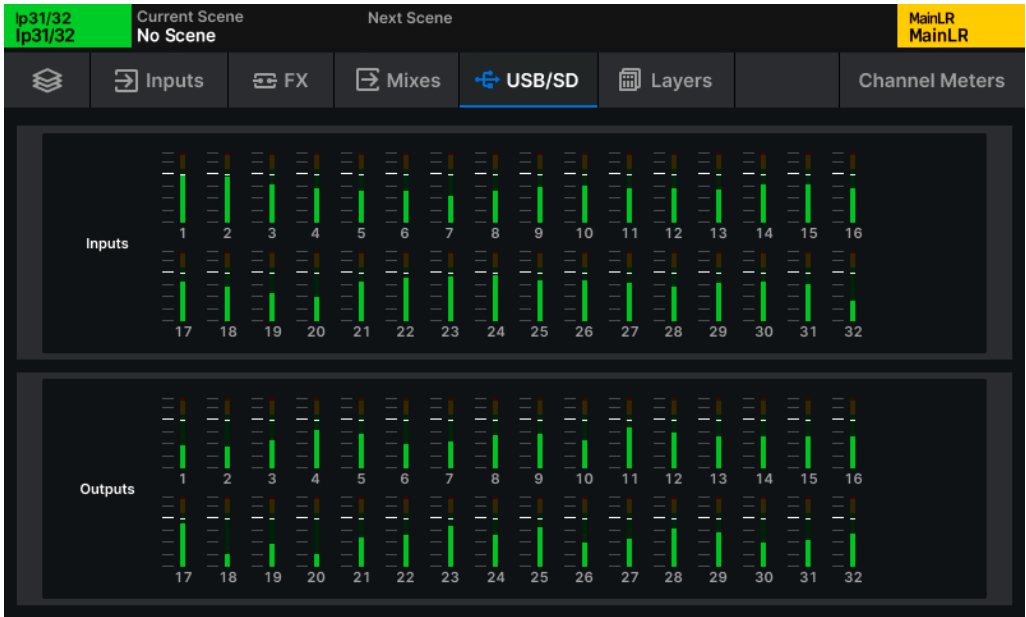 Ip31/32
Ip31/32
Current Scene
No Scene
Next Scene
MainLR
MainLR
Inputs
FX
Mixes
USB/SD
Layers
Channel Meters
Inputs
1 2 3 4 5 6 7 8 9 10 11 12 13 14 15 16
17 18 19 20 21 22 23 24 25 26 27 28 29 30 31 32
Outputs
1 2 3 4 5 6 7 8 9 10 11 12 13 14 15 16
17 18 19 20 21 22 23 24 25 26 27 28 29 30 31 32